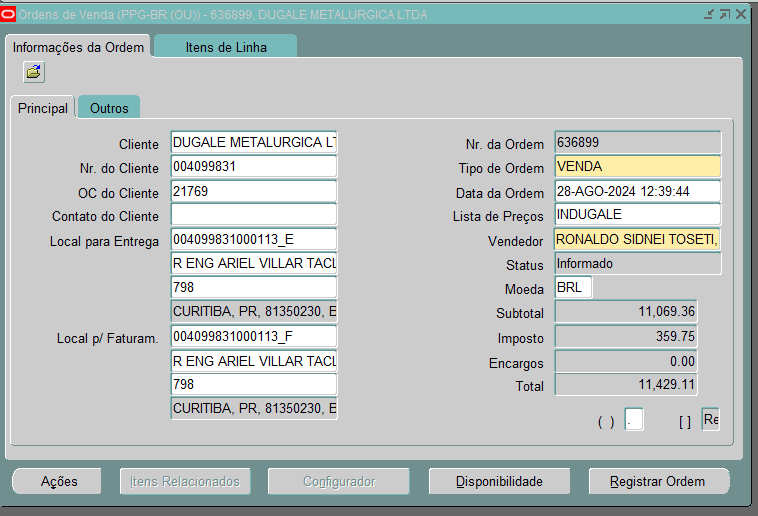 Ordens de Venda (PPG-BR (OU)) - 636899, DUGALE METALURGICA LTDA
Informações da Ordem
Itens de Linha
Principal
Outros
Cliente DUGALE METALURGICA LT
Nr. da Ordem 636899
Nr. do Cliente 004099831
Tipo de Ordem VENDA
OC do Cliente 21769
Data da Ordem 28-AGO-2024 12:39:44
Contato do Cliente
Lista de Preços INDUGALE
Local para Entrega 004099831000113_E
Vendedor RONALDO SIDNEI TOSETI,
R ENG ARIEL VILLAR TACL
Status Informado
798
Moeda BRL
CURITIBA, PR, 81350230, E
Subtotal 11,069.36
Local p/ Faturam. 004099831000113_F
Imposto 359.75
R ENG ARIEL VILLAR TACL
Encargos 0.00
798
Total 11,429.11
CURITIBA, PR, 81350230, E
( ) .
[ ] Re
Ações
Itens Relacionados
Configurador
Disponibilidade
Registrar Ordem